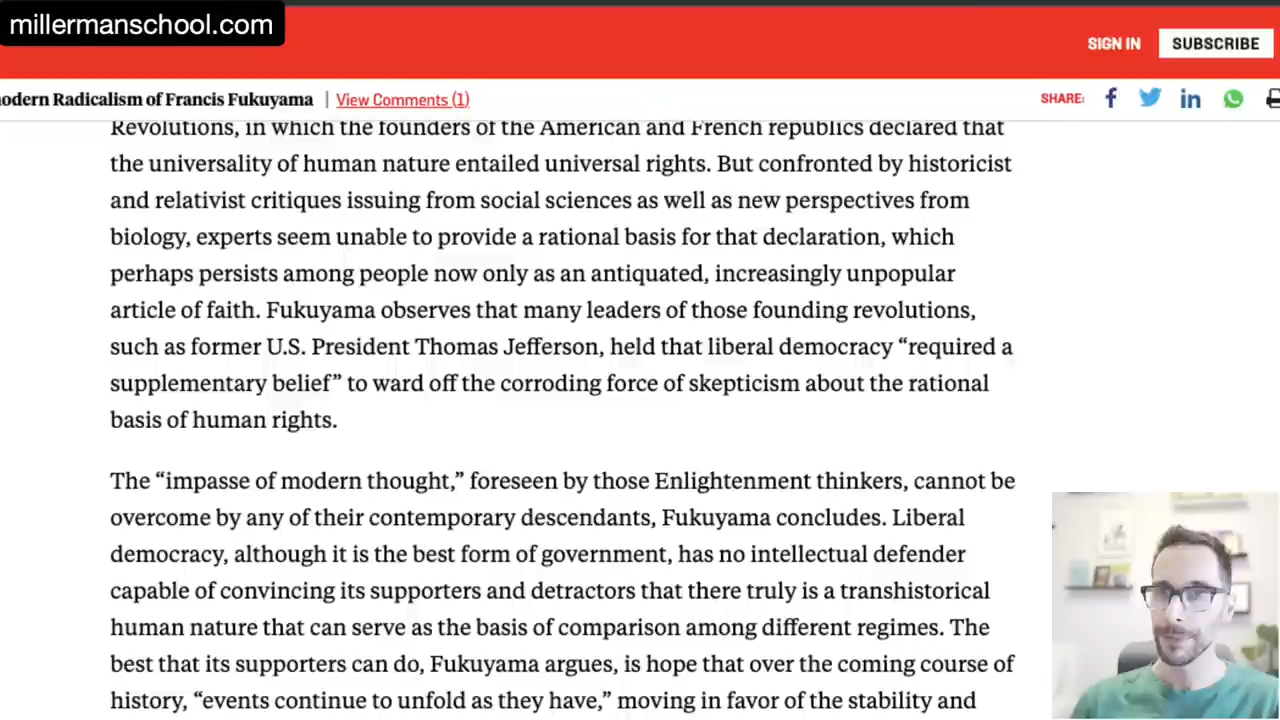 millermanschool.com
SIGN IN SUBSCRIBE
odern Radicalism of Francis Fukuyama | View Comments (1) SHARE:
Revolutions, in which the founders of the American and French republics declared that
the universality of human nature entailed universal rights. But confronted by historicist
and relativist critiques issuing from social sciences as well as new perspectives from
biology, experts seem unable to provide a rational basis for that declaration, which
perhaps persists among people now only as an antiquated, increasingly unpopular
article of faith. Fukuyama observes that many leaders of those founding revolutions,
such as former U.S. President Thomas Jefferson, held that liberal democracy “required a
supplementary belief” to ward off the corroding force of skepticism about the rational
basis of human rights.
The “impasse of modern thought,” foreseen by those Enlightenment thinkers, cannot be
overcome by any of their contemporary descendants, Fukuyama concludes. Liberal
democracy, although it is the best form of government, has no intellectual defender
capable of convincing its supporters and detractors that there truly is a transhistorical
human nature that can serve as the basis of comparison among different regimes. The
best that its supporters can do, Fukuyama argues, is hope that over the coming course of
history, “events continue to unfold as they have,” moving in favor of the stability and